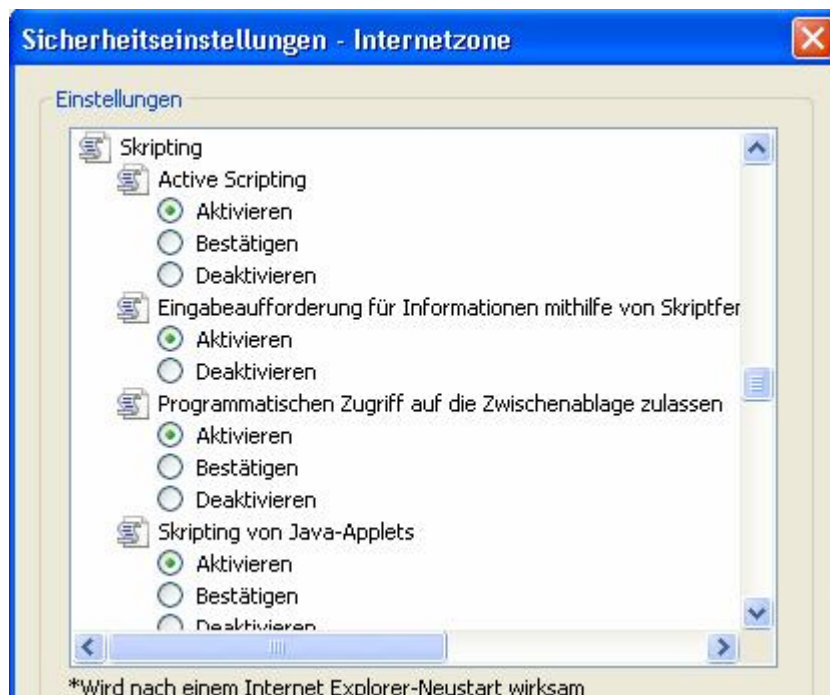 Sicherheitseinstellungen - Internetzone
Einstellungen
Skripting
Active Scripting
Aktivieren
Bestätigen
Deaktivieren
Eingabeaufforderung für Informationen mithilfe von Skriptfer
Aktivieren
Deaktivieren
Programmatischen Zugriff auf die Zwischenablage zulassen
Aktivieren
Bestätigen
Deaktivieren
Skripting von Java-Applets
Aktivieren
Bestätigen
Deaktivieren
*Wird nach einem Internet Explorer-Neustart wirksam